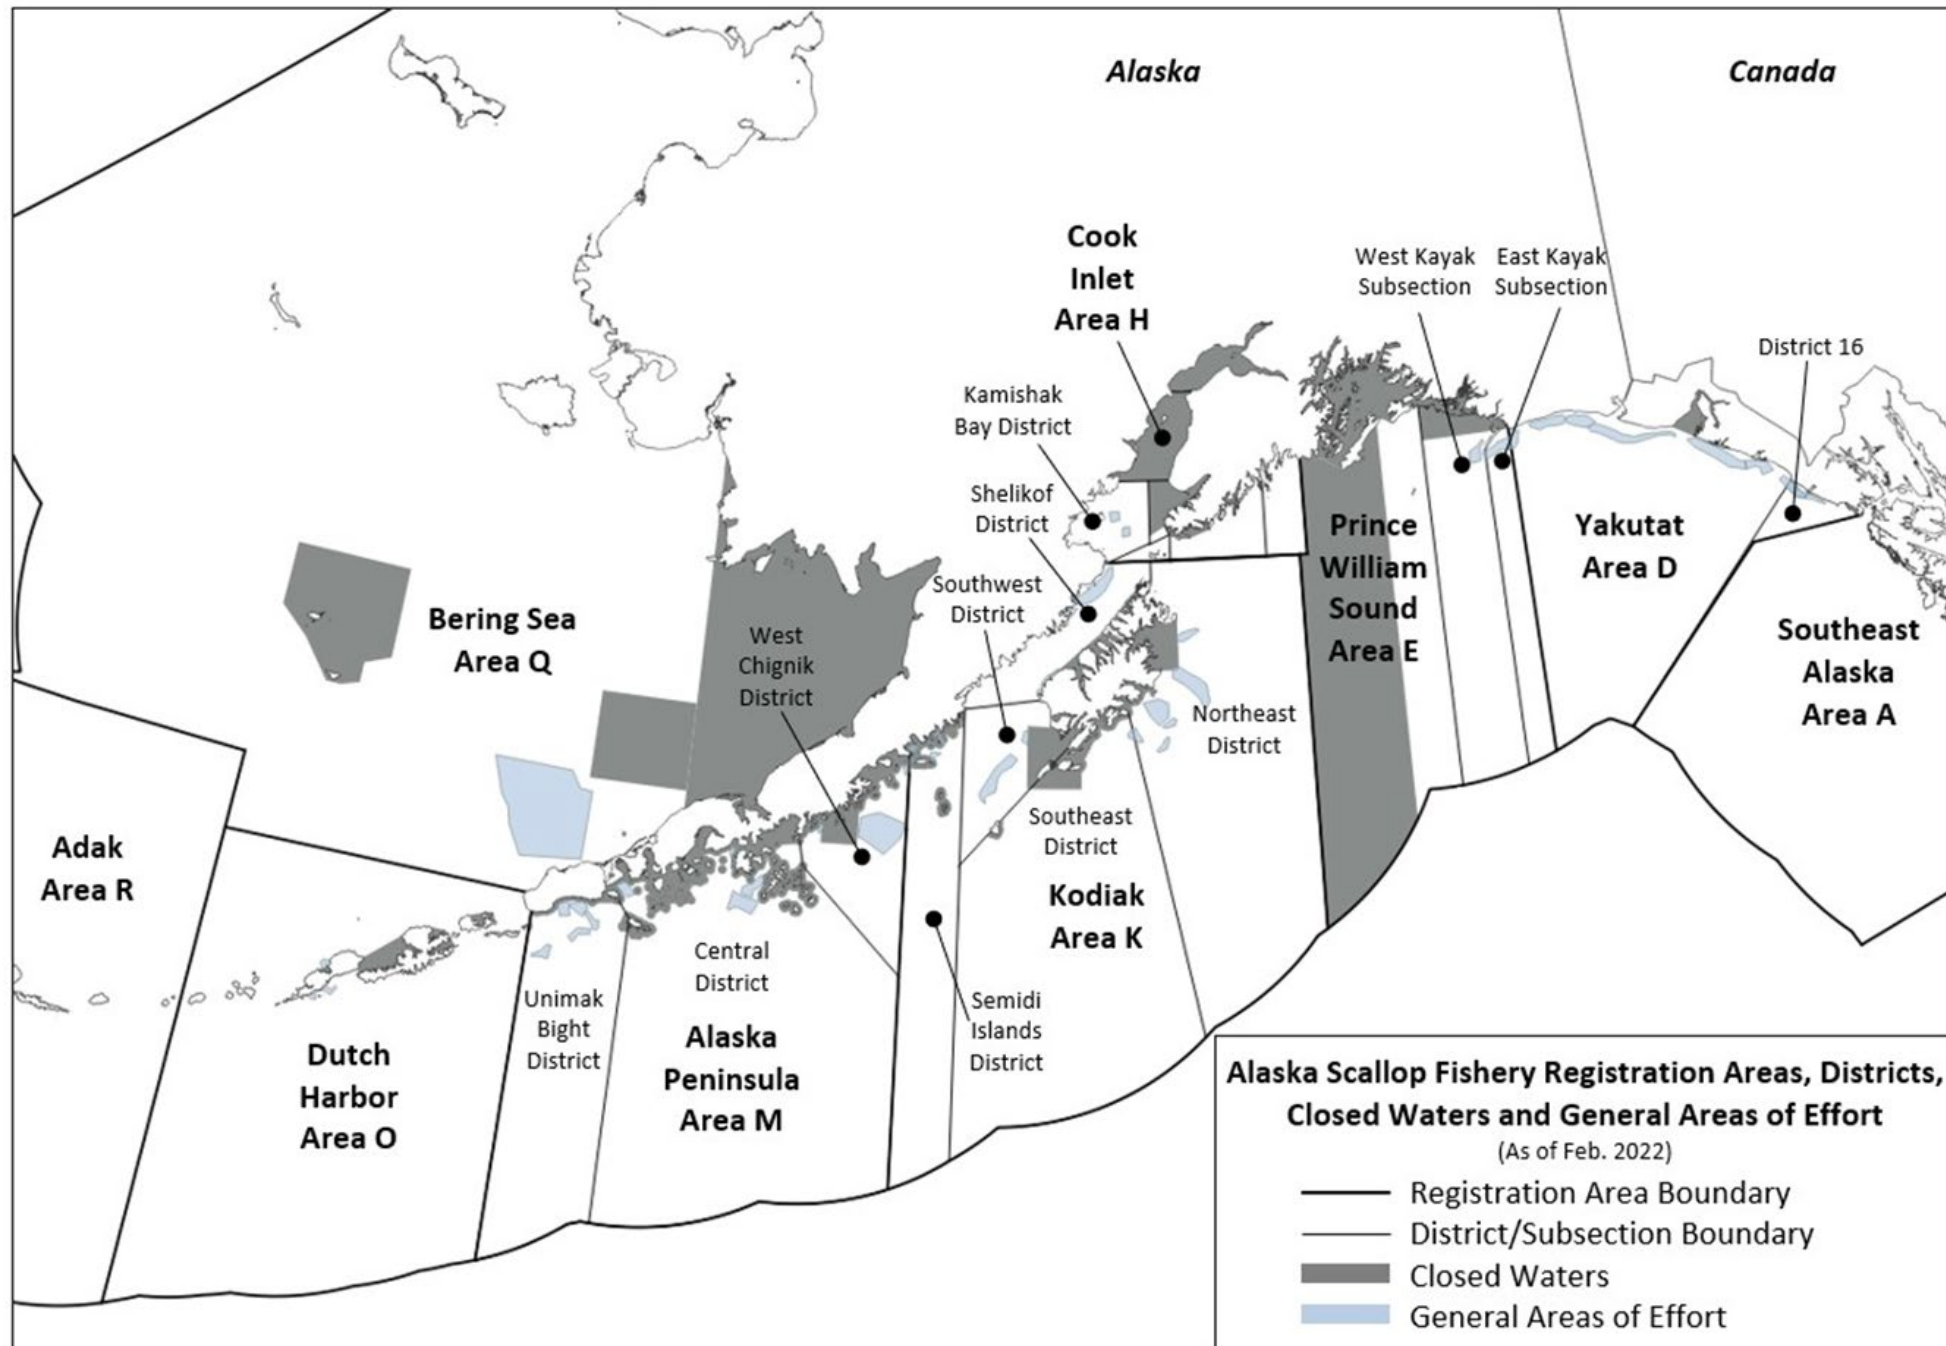 Alaska
Canada
Cook
Inlet
Area H
West Kayak
Subsection
East Kayak
Subsection
District 16
Kamishak
Bay District
Shelikof
District
Southwest
District
Prince
William
Sound
Area E
Yakutat
Area D
Bering Sea
Area Q
West
Chignik
District
Southeast
Alaska
Area A
Northeast
District
Southeast
District
Adak
Area R
Kodiak
Area K
Central
District
Unimak
Bight
District
Semidi
Islands
District
Dutch
Harbor
Area O
Alaska
Peninsula
Area M
Alaska Scallop Fishery Registration Areas, Districts,
Closed Waters and General Areas of Effort
(As of Feb. 2022)
Registration Area Boundary
District/Subsection Boundary
Closed Waters
General Areas of Effort